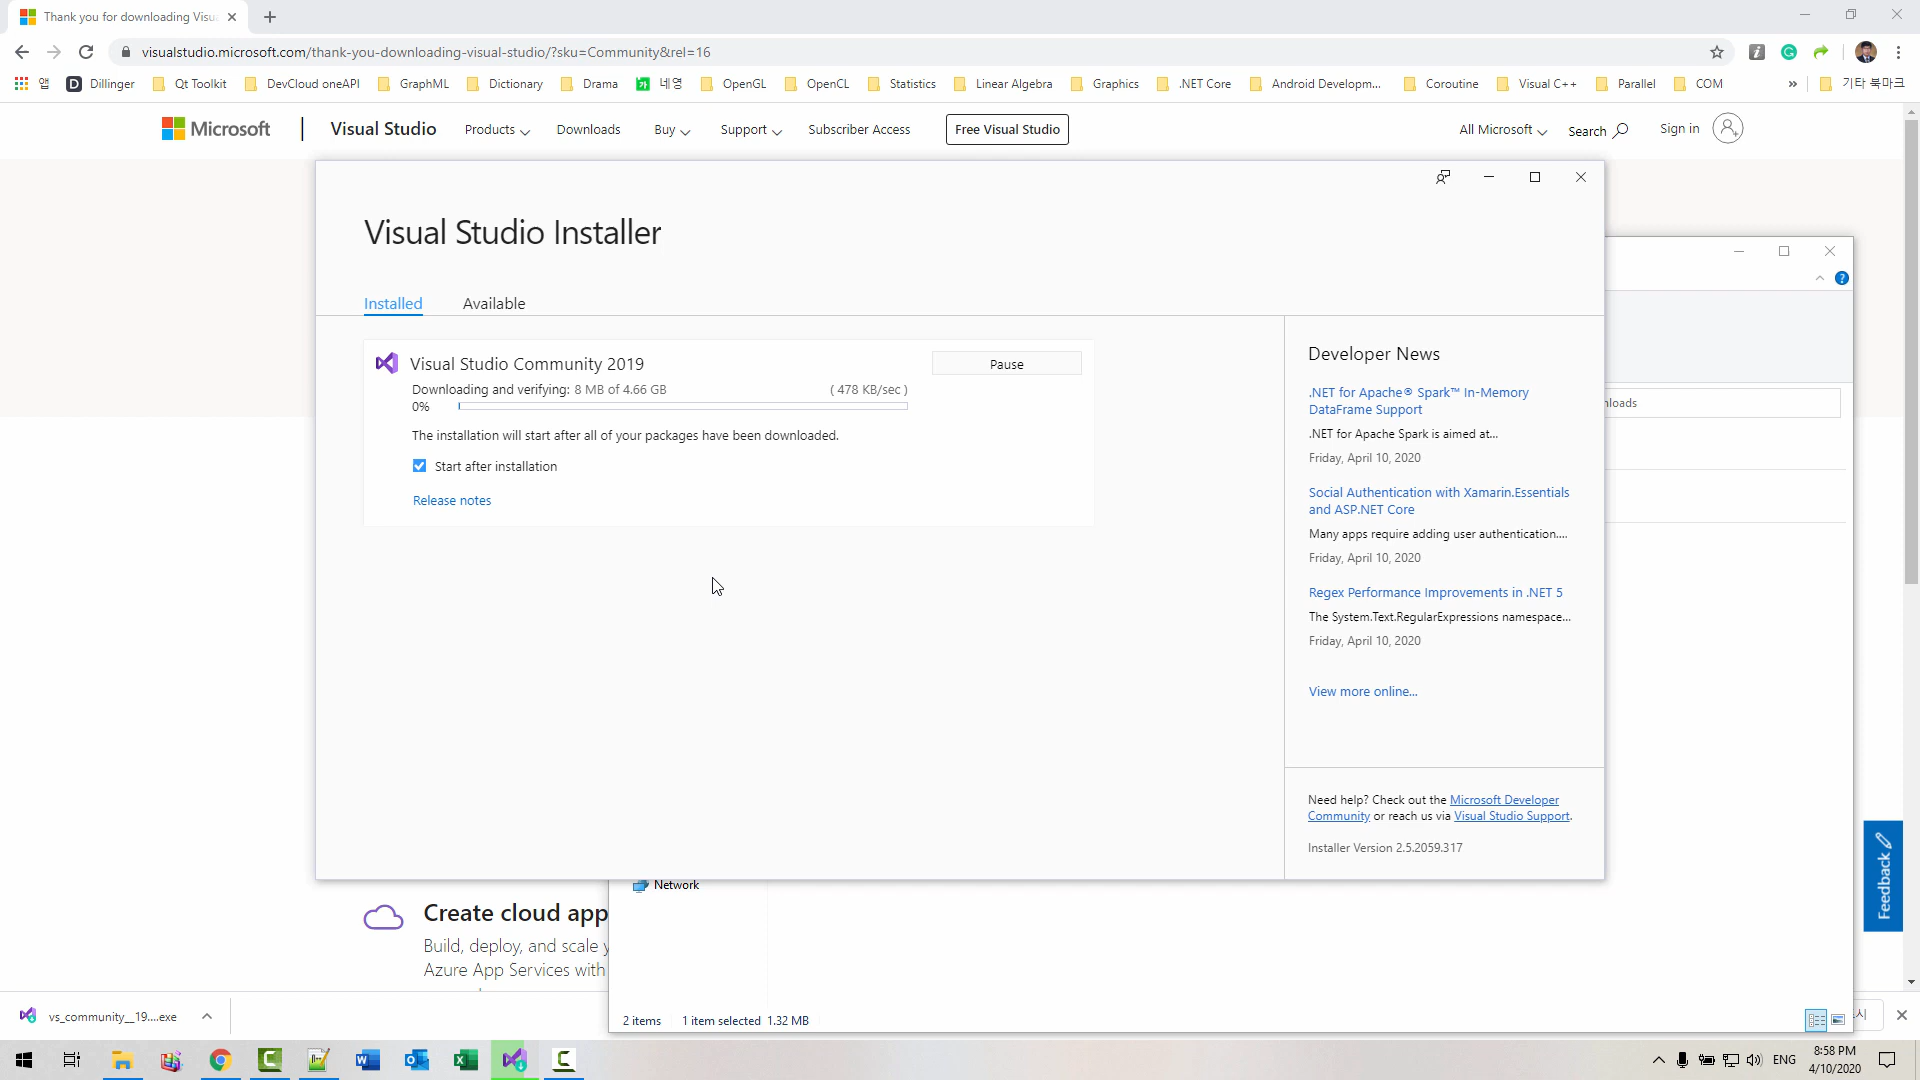 Thank you for downloading Visu
visualstudio.microsoft.com/thank-you-downloading-visual-studio/?sku=Community&rel=16
앱 Dillinger Qt Toolkit DevCloud oneAPI GraphML Dictionary Drama 네영 OpenGL OpenCL Statistics Linear Algebra Graphics .NET Core Android Developm... Coroutine Visual C++ Parallel COM » 기타 북마크
Microsoft Visual Studio Products Downloads Buy Support Subscriber Access Free Visual Studio All Microsoft Search Sign in
Visual Studio Installer
Installed Available
Visual Studio Community 2019
Pause
Downloading and verifying: 8 MB of 4.66 GB ( 478 KB/sec )
0%
The installation will start after all of your packages have been downloaded.
Start after installation
Release notes
Developer News
.NET for Apache® Spark™ In-Memory
DataFrame Support
.NET for Apache Spark is aimed at...
Friday, April 10, 2020
Social Authentication with Xamarin.Essentials
and ASP.NET Core
Many apps require adding user authentication....
Friday, April 10, 2020
Regex Performance Improvements in .NET 5
The System.Text.RegularExpressions namespace...
Friday, April 10, 2020
View more online...
Need help? Check out the Microsoft Developer
Community or reach us via Visual Studio Support.
Installer Version 2.5.2059.317
nloads
Feedback
Network
Create cloud app
Build, deploy, and scale y
Azure App Services with
2 items 1 item selected 1.32 MB
vs_community__19....exe
시
ENG
8:58 PM
4/10/2020